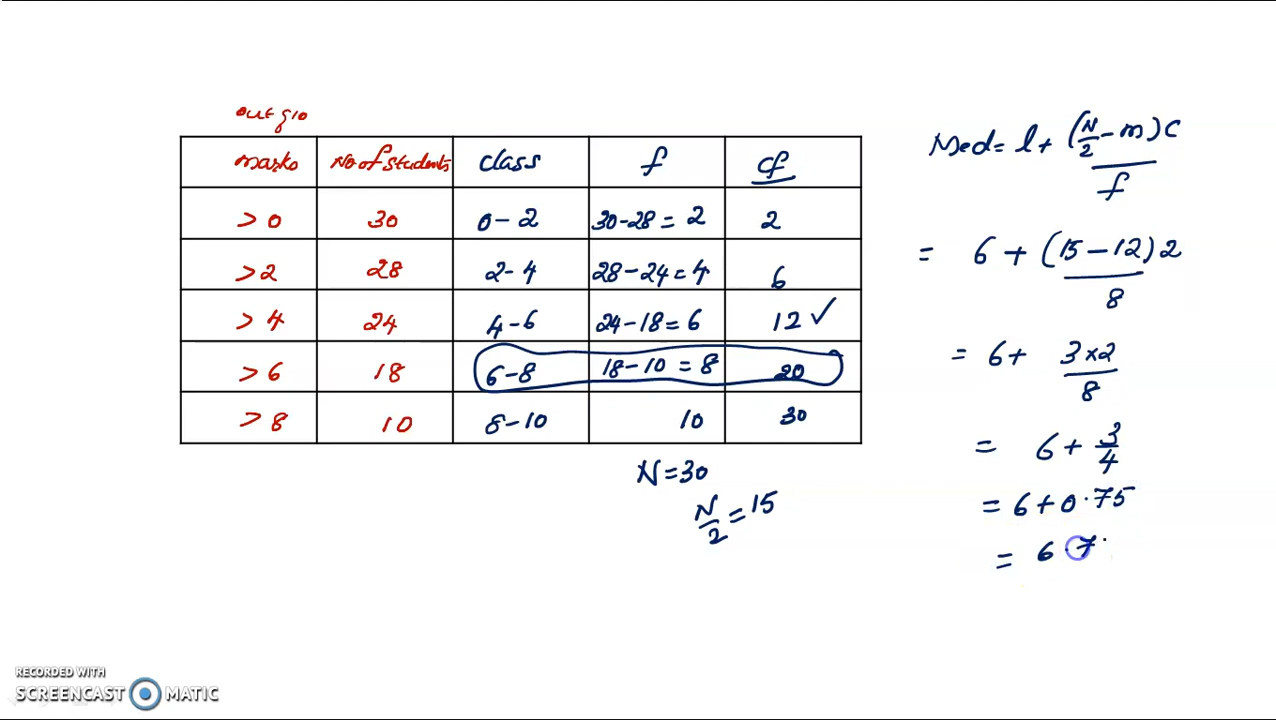 out of 10
marks No of students class f cf
> 0 30 0 - 2 30 - 28 = 2 2
> 2 28 2 - 4 28 - 24 = 4 6
> 4 24 4 - 6 24 - 18 = 6 12 ✓
> 6 18 6 - 8 18 - 10 = 8 20
> 8 10 8 - 10 10 30
N = 30
N/2 = 15
Med = l + (N/2 - m) C / f
= 6 + (15 - 12) 2 / 8
= 6 + 3 × 2 / 8
= 6 + 3/4
= 6 + 0.75
= 6.7
RECORDED WITH
SCREENCAST MATIC